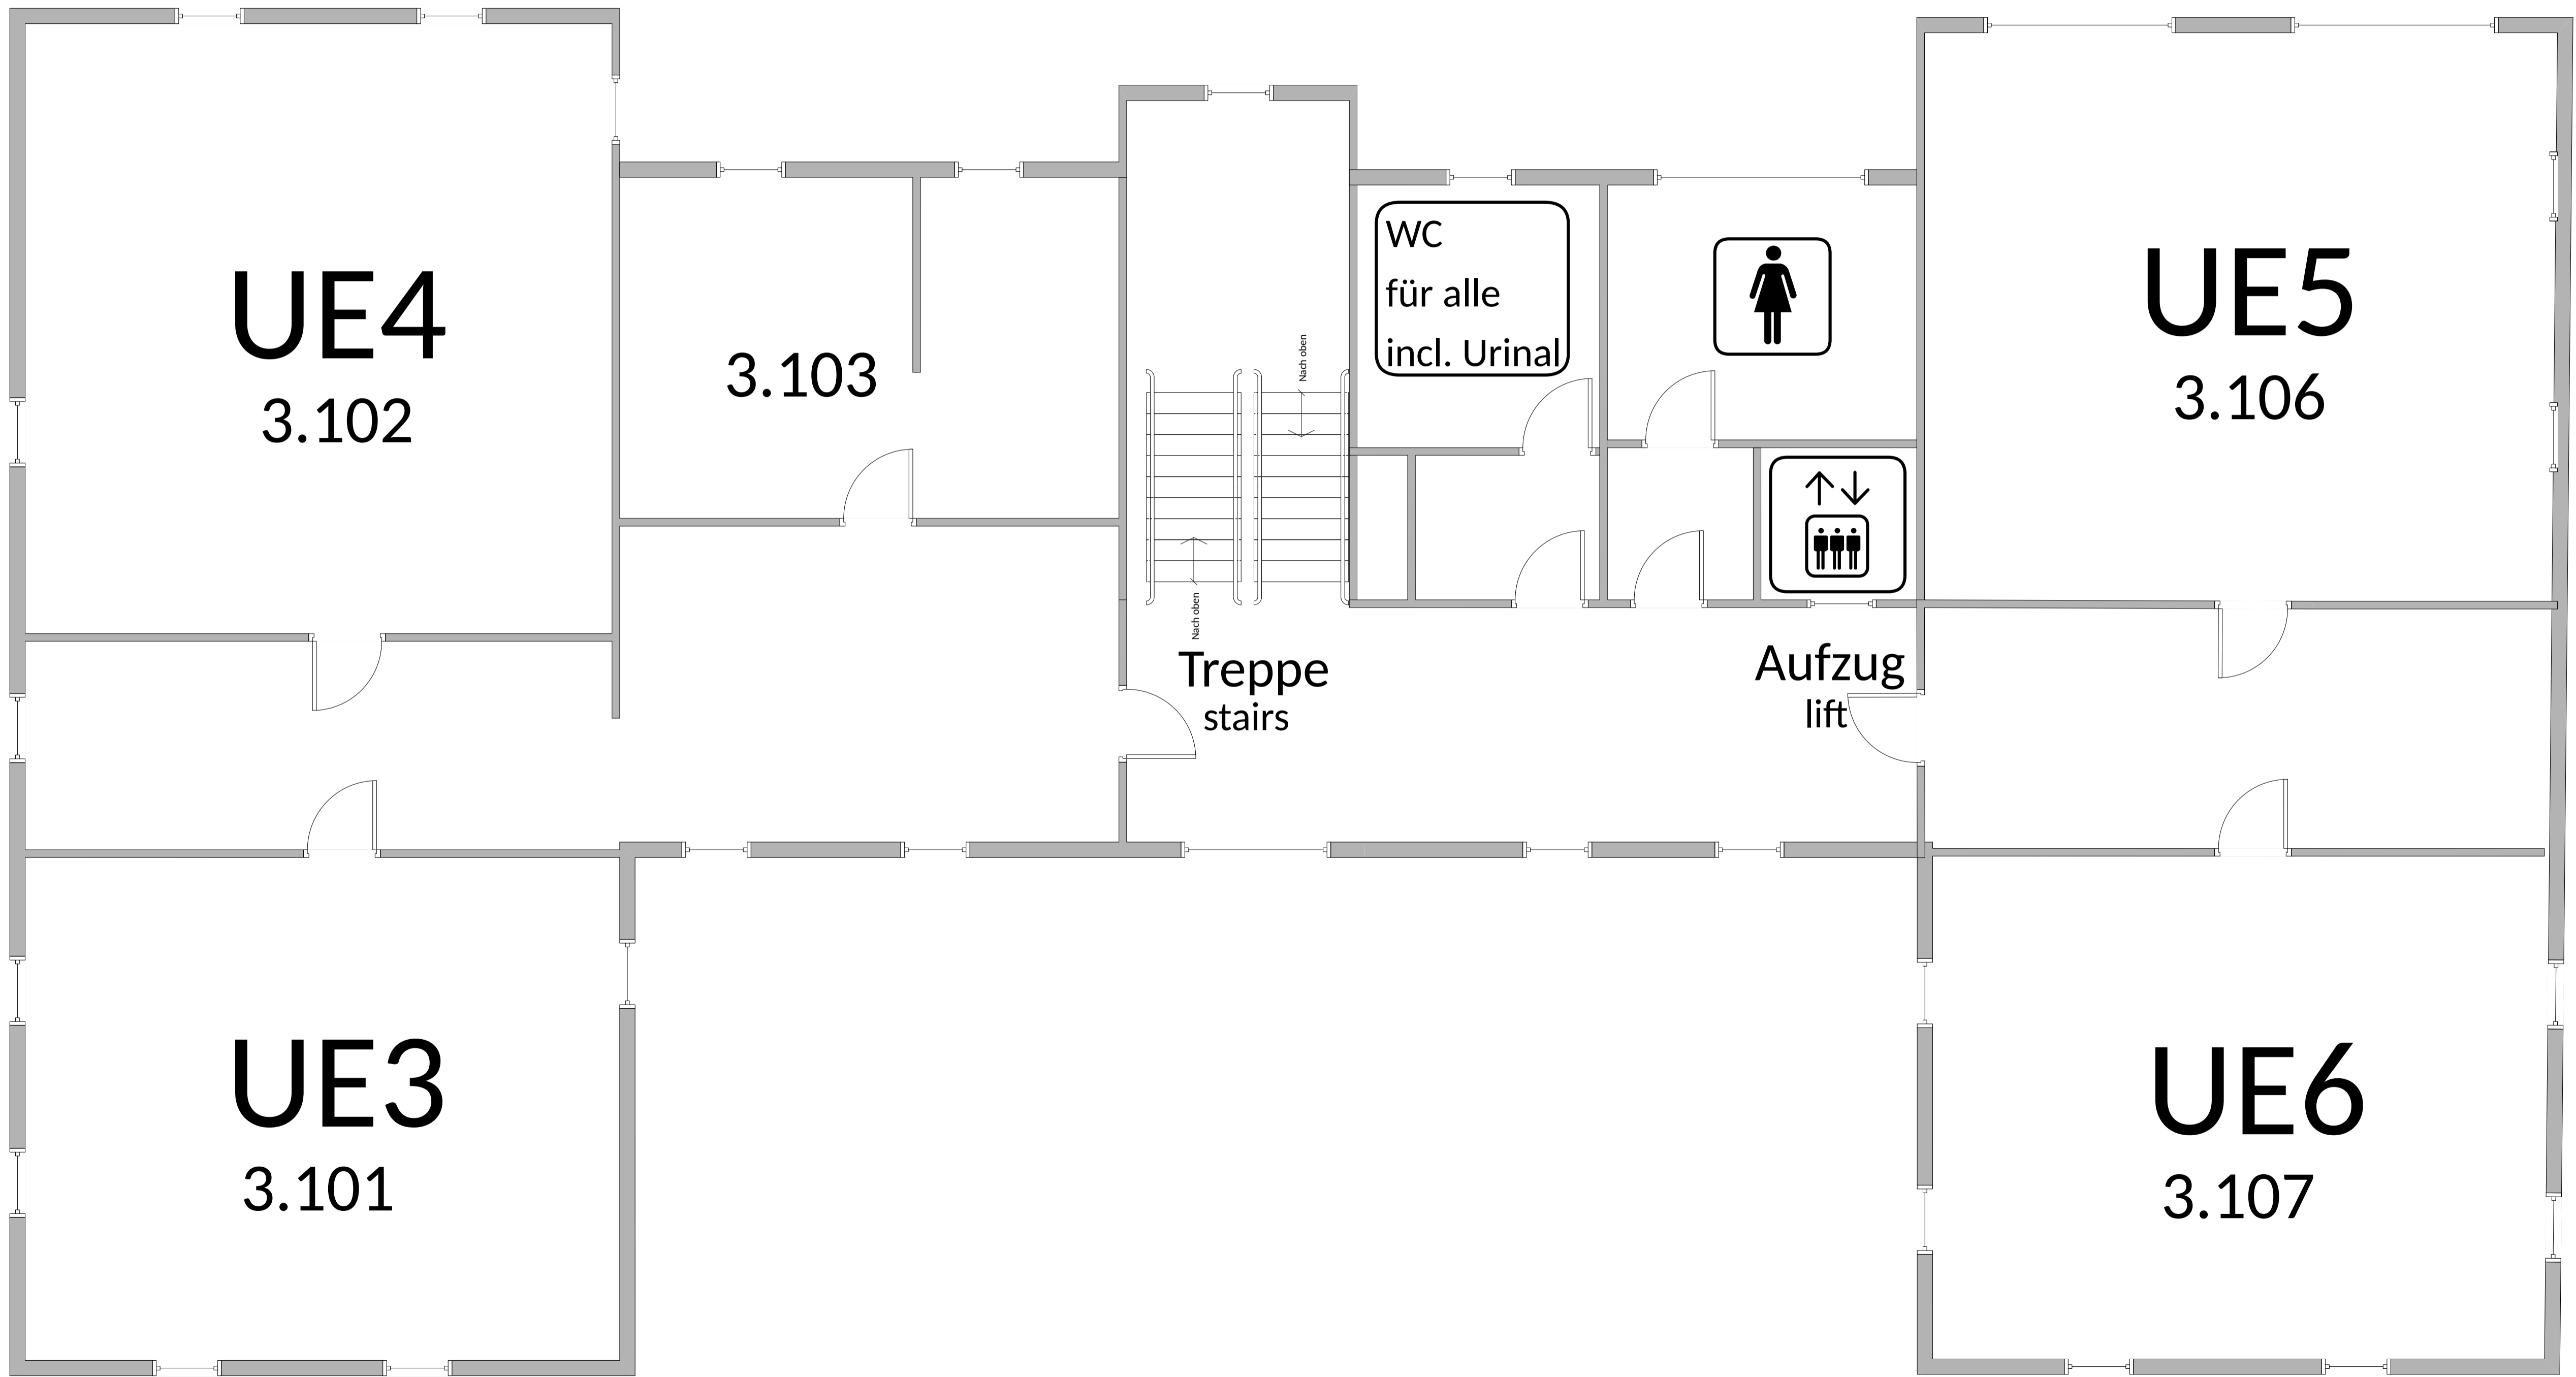 UE4
3.102
3.103
WC
für alle
incl. Urinal
UE5
3.106
Nach oben
Nach oben
Treppe
stairs
Aufzug
lift
UE3
3.101
UE6
3.107